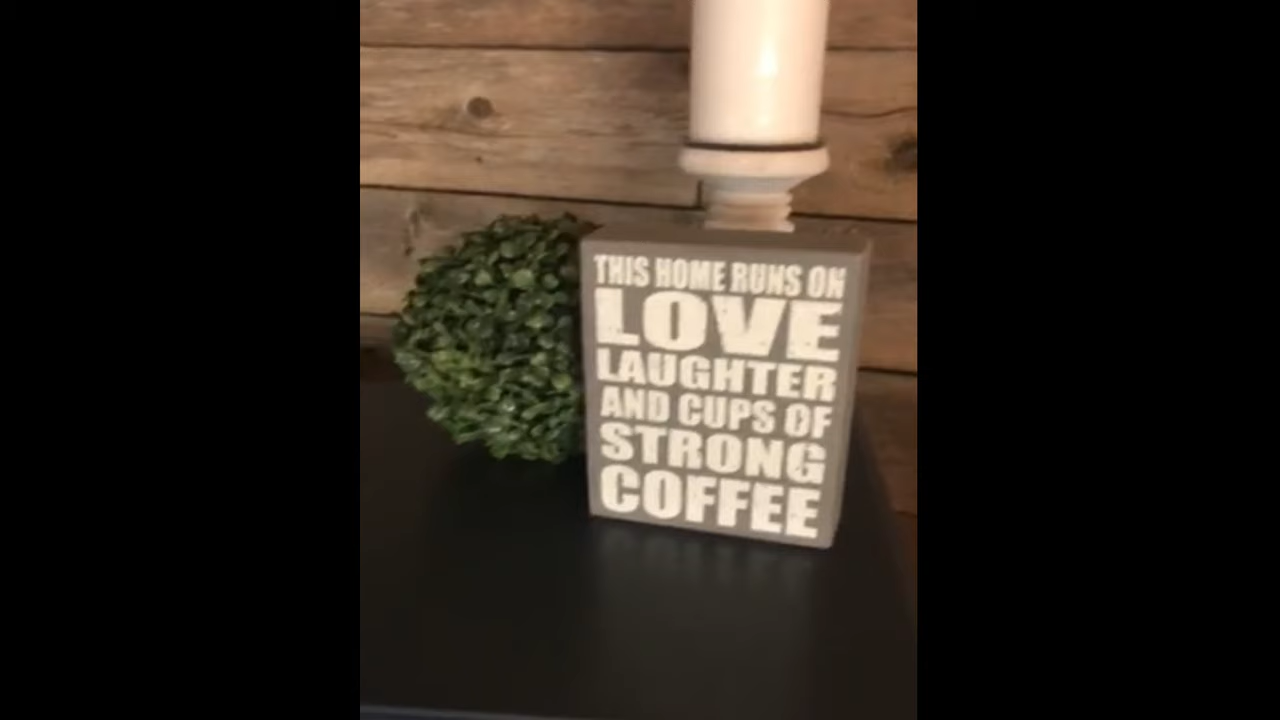 THIS HOME RUNS ON
LOVE
LAUGHTER
AND CUPS OF
STRONG
COFFEE